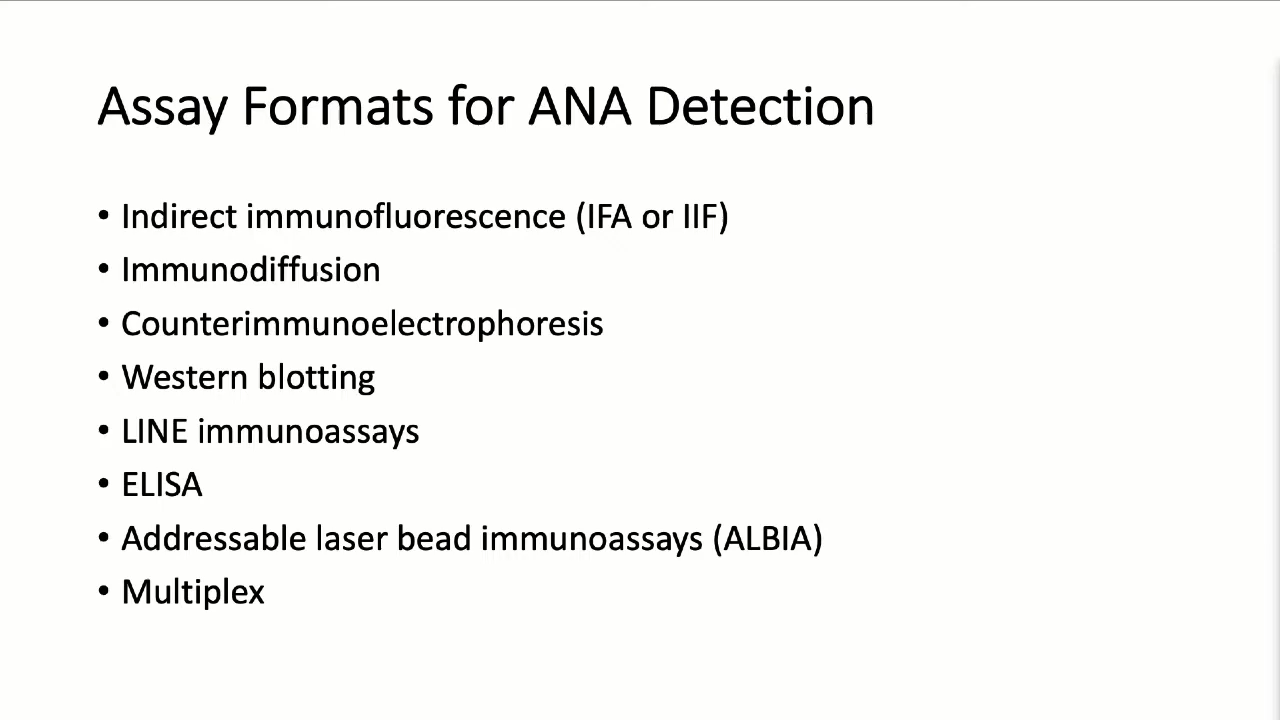 Assay Formats for ANA Detection
• Indirect immunofluorescence (IFA or IIF)
• Immunodiffusion
• Counterimmunoelectrophoresis
• Western blotting
• LINE immunoassays
• ELISA
• Addressable laser bead immunoassays (ALBIA)
• Multiplex